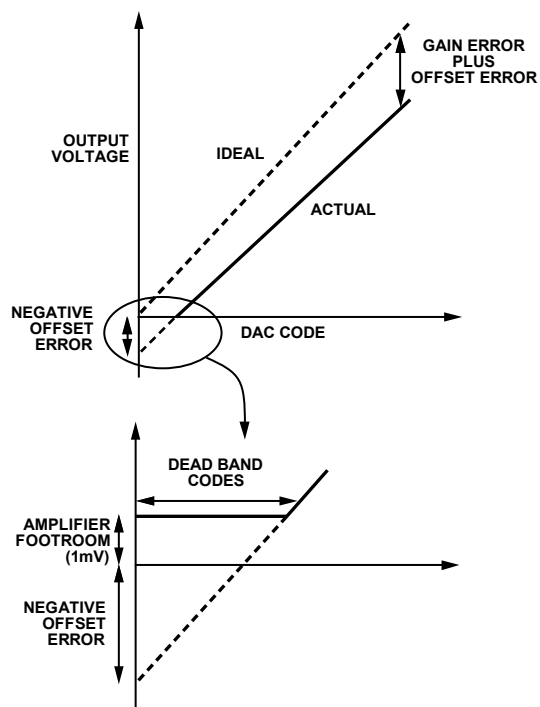 GAIN ERROR
PLUS
OFFSET ERROR
OUTPUT
VOLTAGE
IDEAL
ACTUAL
NEGATIVE
OFFSET
ERROR
DAC CODE
DEAD BAND
CODES
AMPLIFIER
FOOTROOM
(1mV)
NEGATIVE
OFFSET
ERROR